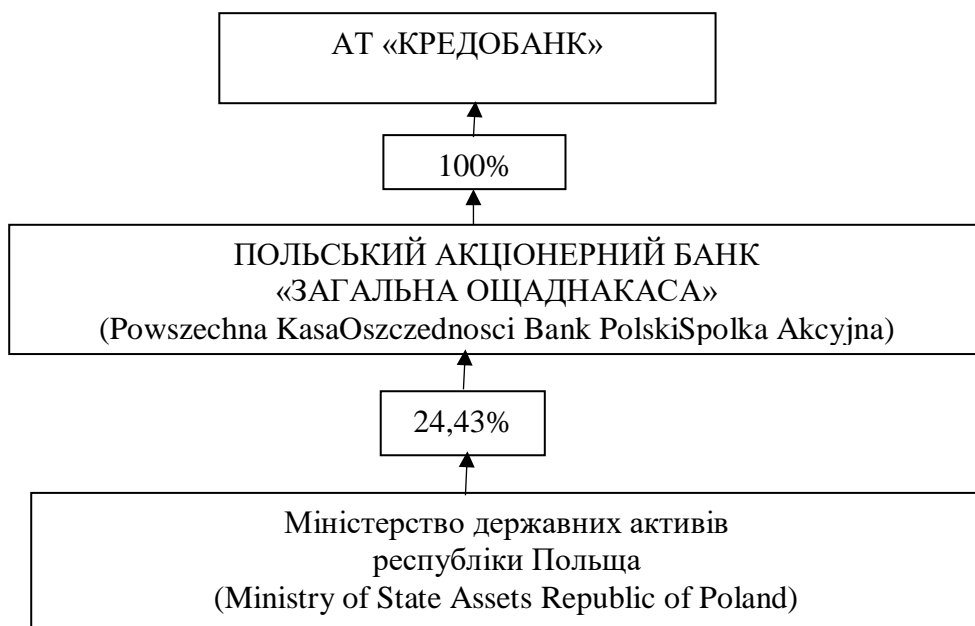 АТ «КРЕДОБАНК»
100%
ПОЛЬСЬКИЙ АКЦІОНЕРНИЙ БАНК
«ЗАГАЛЬНА ОЩАДНАКАСА»
(Powszechna KasaOszczednosci Bank PolskiSpolka Akcyjna)
24,43%
Міністерство державних активів
республіки Польща
(Ministry of State Assets Republic of Poland)